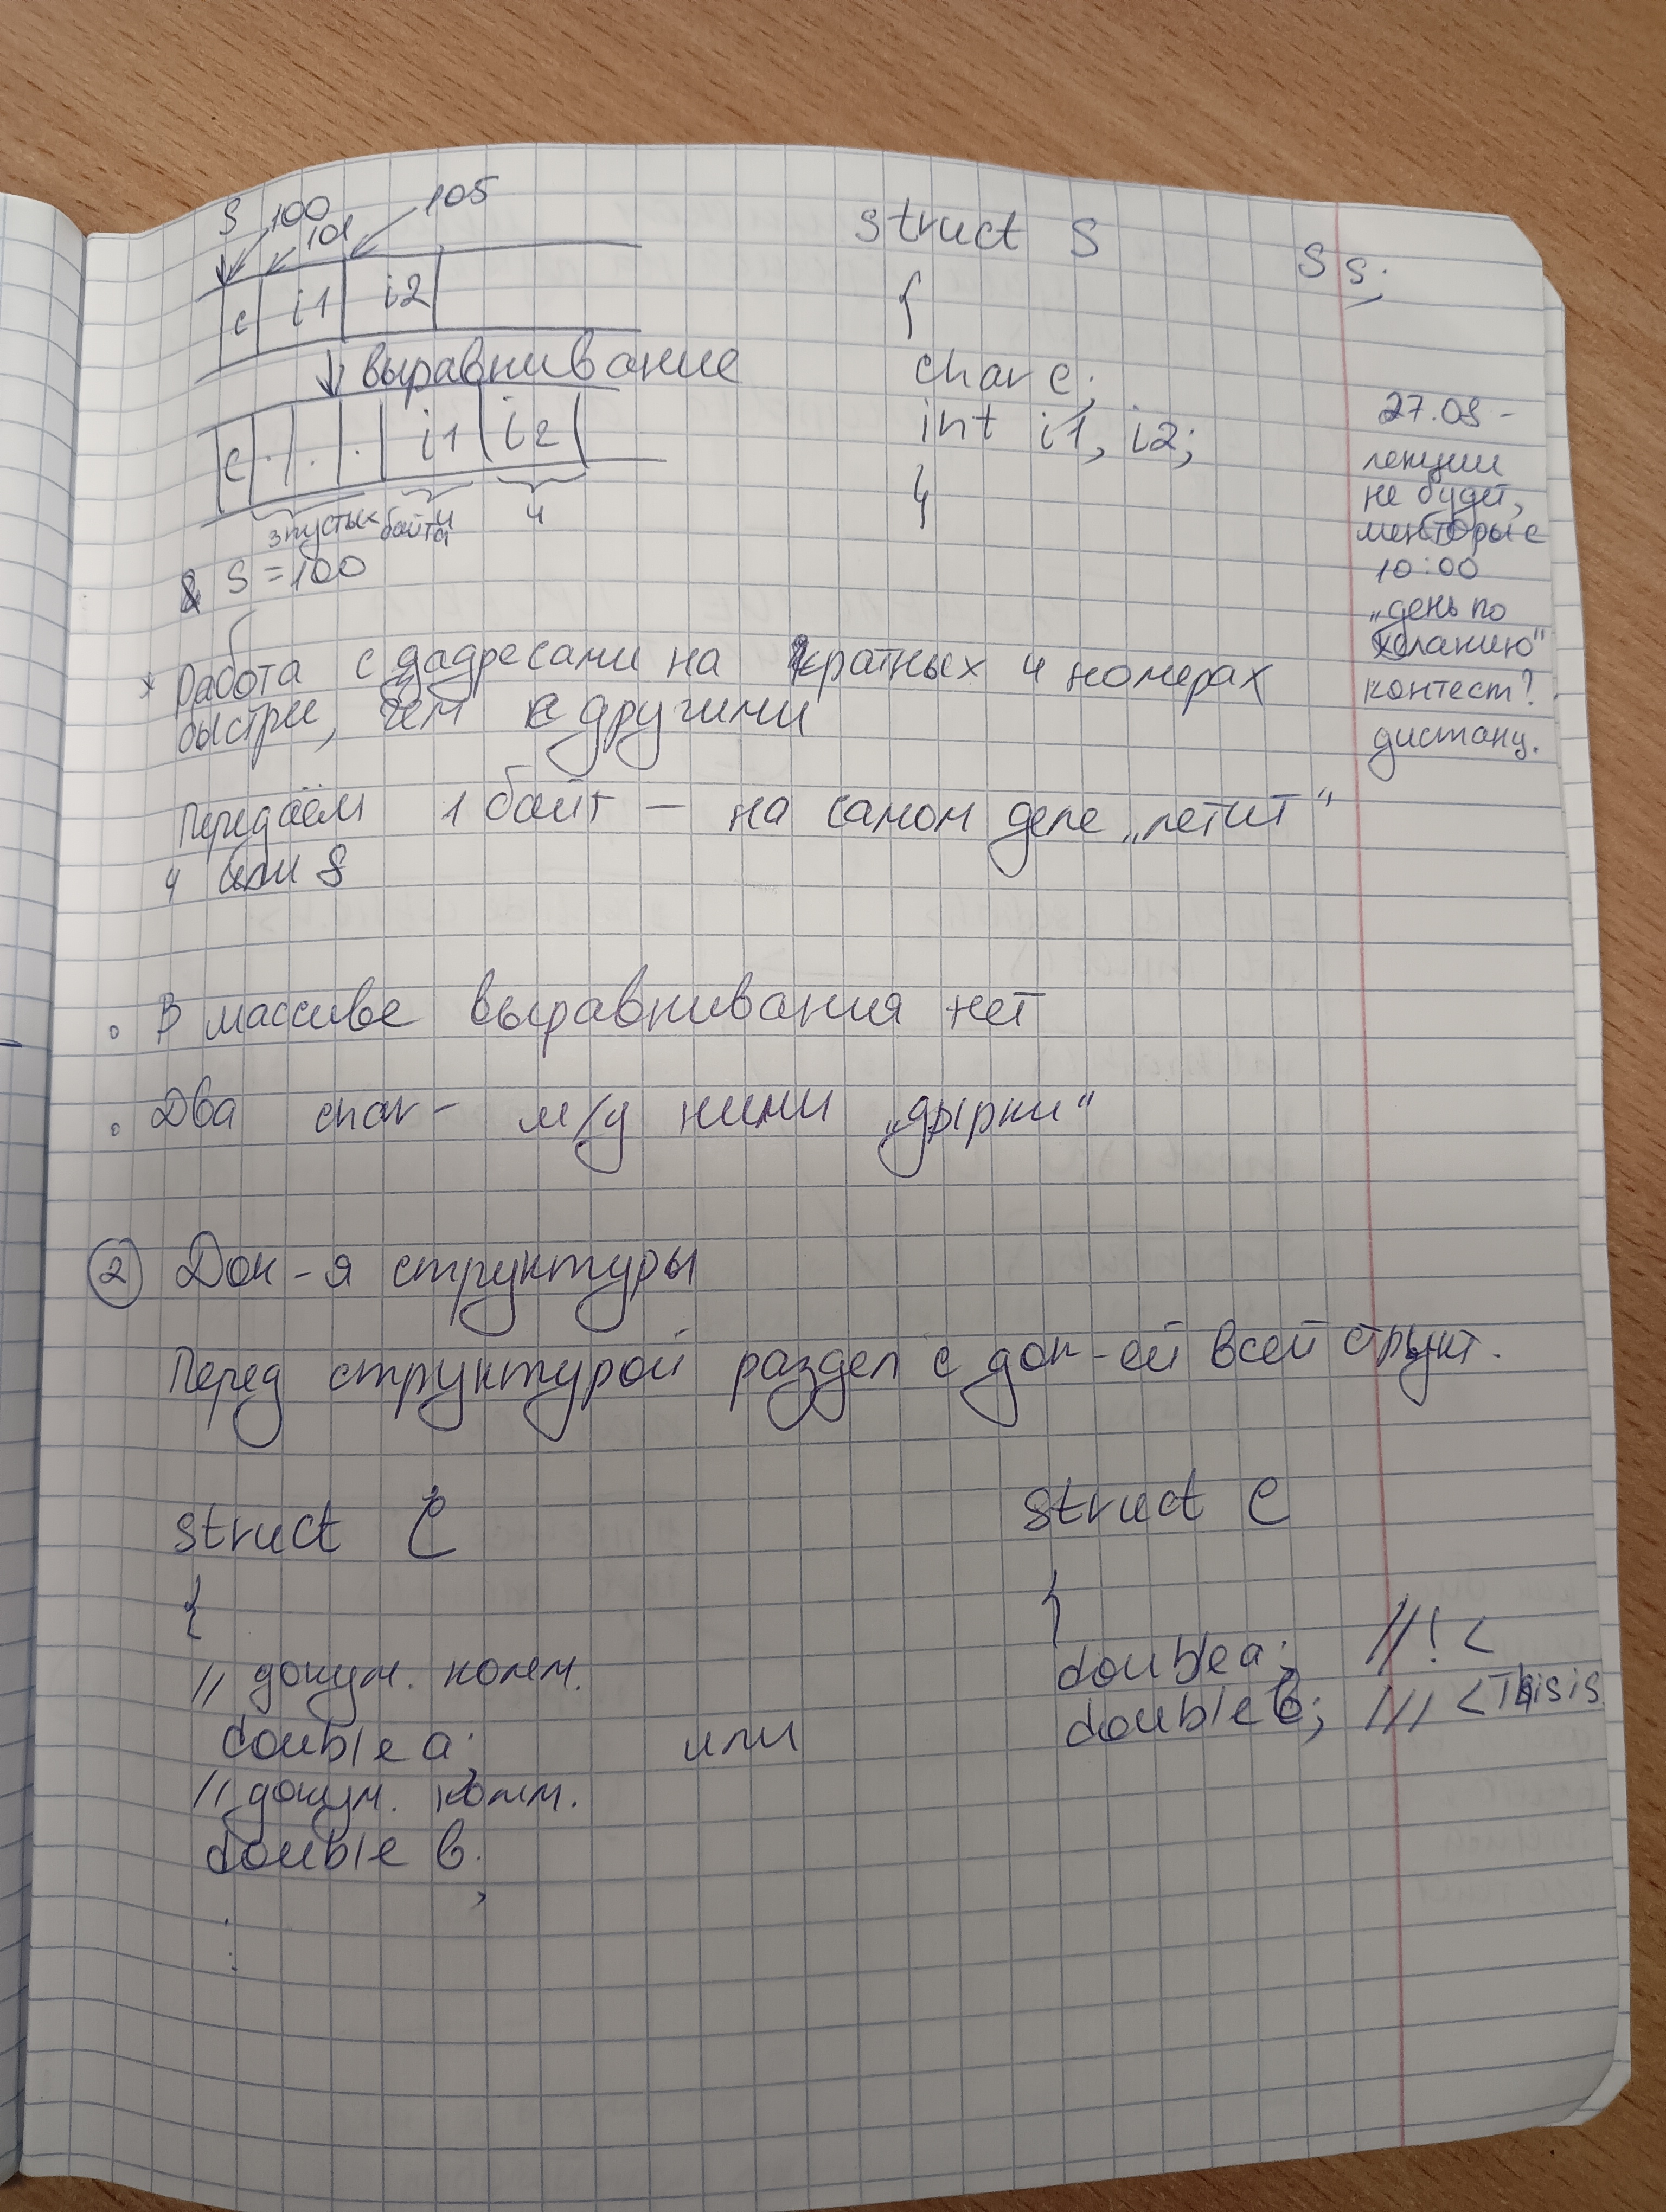 S 100 105
101
c i1 i2
выравнивание
c . . . i1 i2
3 пустых байта 4 4
& S = 100
struct S
{
char c;
int i1, i2;
}
S s;
27.09 -
лекции
не будет,
менторы с
10:00
„день по
желанию“
контест?
дистанц.
* Работа с адресами на кратных 4 номерах
быстрее, чем с другими
Передаём 1 байт — на самом деле „летит“
4 или 8
◦ В массиве выравнивания нет
◦ Два char - м/д ними „дырки“
② Док-я структуры
Перед структурой раздел с док-ей всей структ.
struct C
{
// докум. комм.
double a;
// докум. комм.
double b;
или
struct C
{
double a; //! <
double b; /// < This is